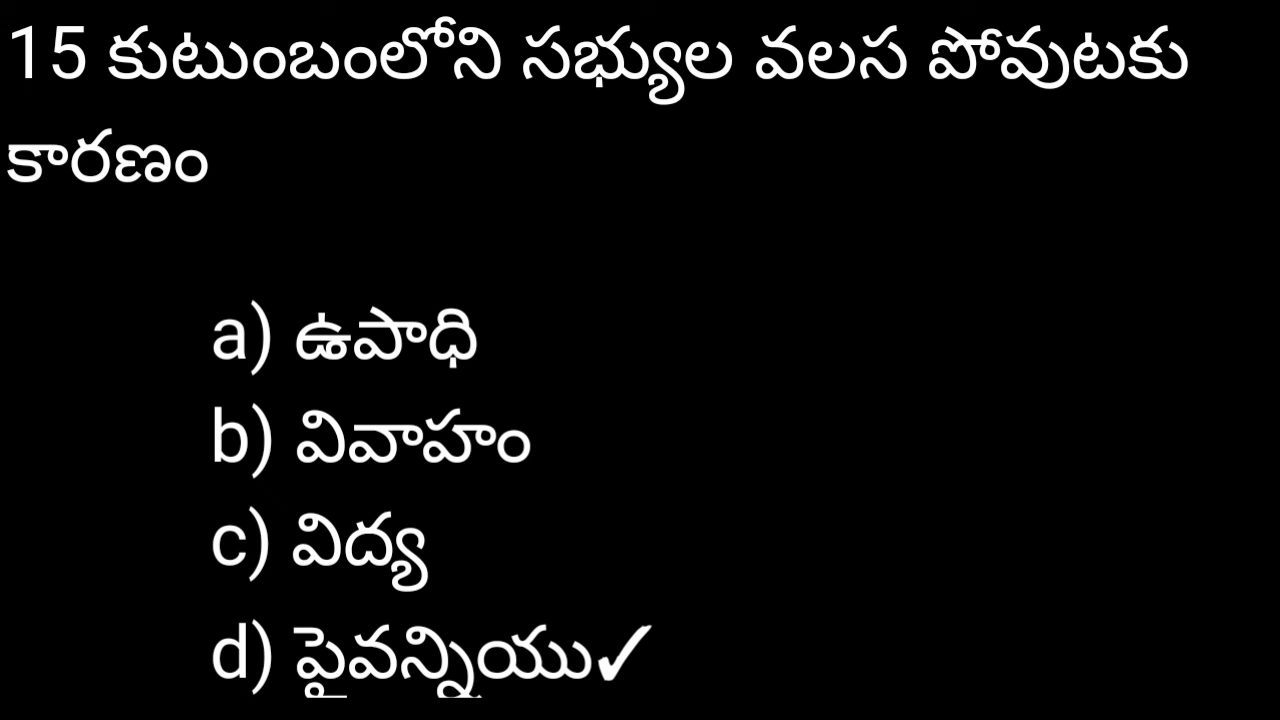 15 కుటుంబంలోని సభ్యుల వలస పోవుటకు
కారణం
a) ఉపాధి
b) వివాహం
c) విద్య
d) పైవన్నియు✓